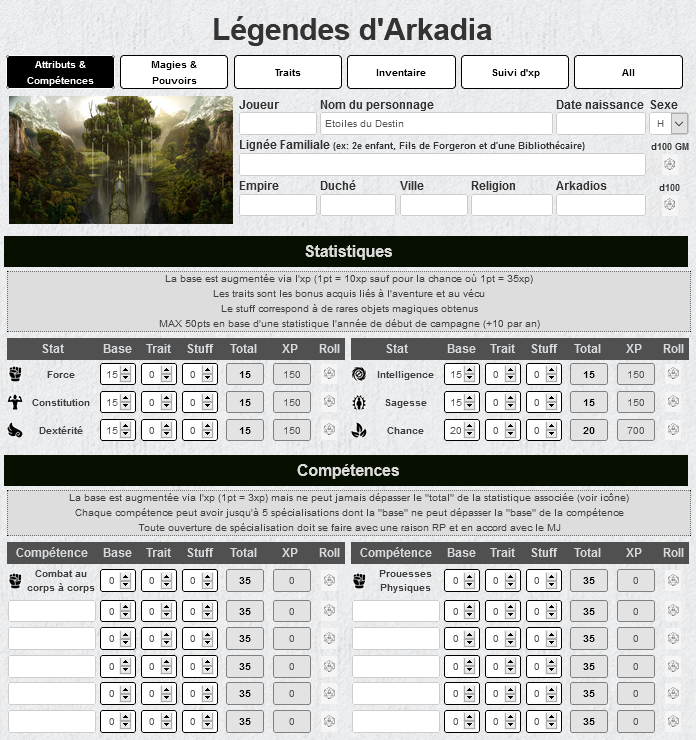 Légendes d'Arkadia
Attributs & Compétences
Magies & Pouvoirs
Traits
Inventaire
Suivi d'xp
All
Joueur Nom du personnage Date naissance Sexe
Etoiles du Destin H
Lignée Familiale (ex: 2e enfant, Fils de Forgeron et d'une Bibliothécaire) d100 GM
Empire Duché Ville Religion Arkadios d100
Statistiques
La base est augmentée via l'xp (1pt = 10xp sauf pour la chance où 1pt = 35xp)
Les traits sont les bonus acquis liés à l'aventure et au vécu
Le stuff correspond à de rares objets magiques obtenus
MAX 50pts en base d'une statistique l'année de début de campagne (+10 par an)
Stat Base Trait Stuff Total XP Roll Stat Base Trait Stuff Total XP Roll
Force 15 0 0 15 150 Intelligence 15 0 0 15 150
Constitution 15 0 0 15 150 Sagesse 15 0 0 15 150
Dextérité 15 0 0 15 150 Chance 20 0 0 20 700
Compétences
La base est augmentée via l'xp (1pt = 3xp) mais ne peut jamais dépasser le "total" de la statistique associée (voir icône)
Chaque compétence peut avoir jusqu'à 5 spécialisations dont la "base" ne peut dépasser la "base" de la compétence
Toute ouverture de spécialisation doit se faire avec une raison RP et en accord avec le MJ
Compétence Base Trait Stuff Total XP Roll Compétence Base Trait Stuff Total XP Roll
Combat au corps à corps 0 0 0 35 0 Prouesses Physiques 0 0 0 35 0
0 0 0 35 0 0 0 0 35 0
0 0 0 35 0 0 0 0 35 0
0 0 0 35 0 0 0 0 35 0
0 0 0 35 0 0 0 0 35 0
0 0 0 35 0 0 0 0 35 0